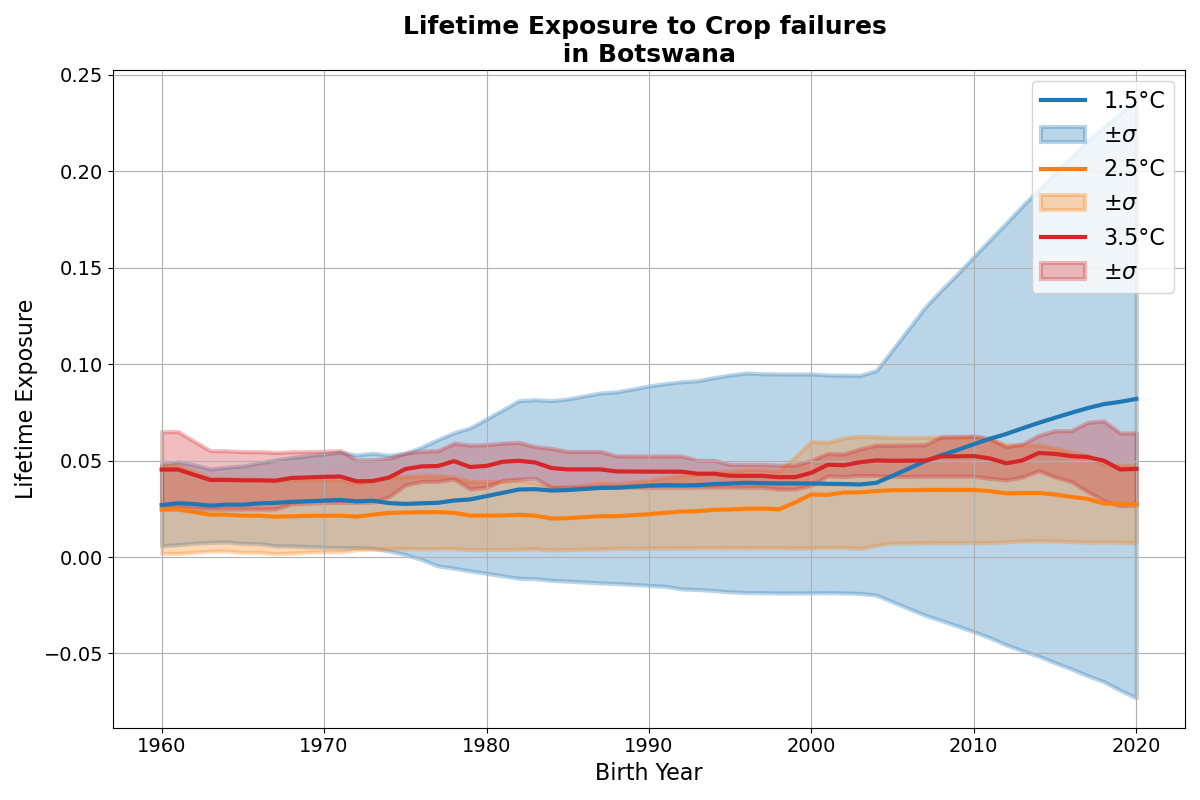 Lifetime Exposure to Crop failures
in Botswana
Lifetime Exposure
0.25
0.20
0.15
0.10
0.05
0.00
−0.05
1960
1970
1980
1990
2000
2010
2020
Birth Year
1.5°C
±σ
2.5°C
±σ
3.5°C
±σ